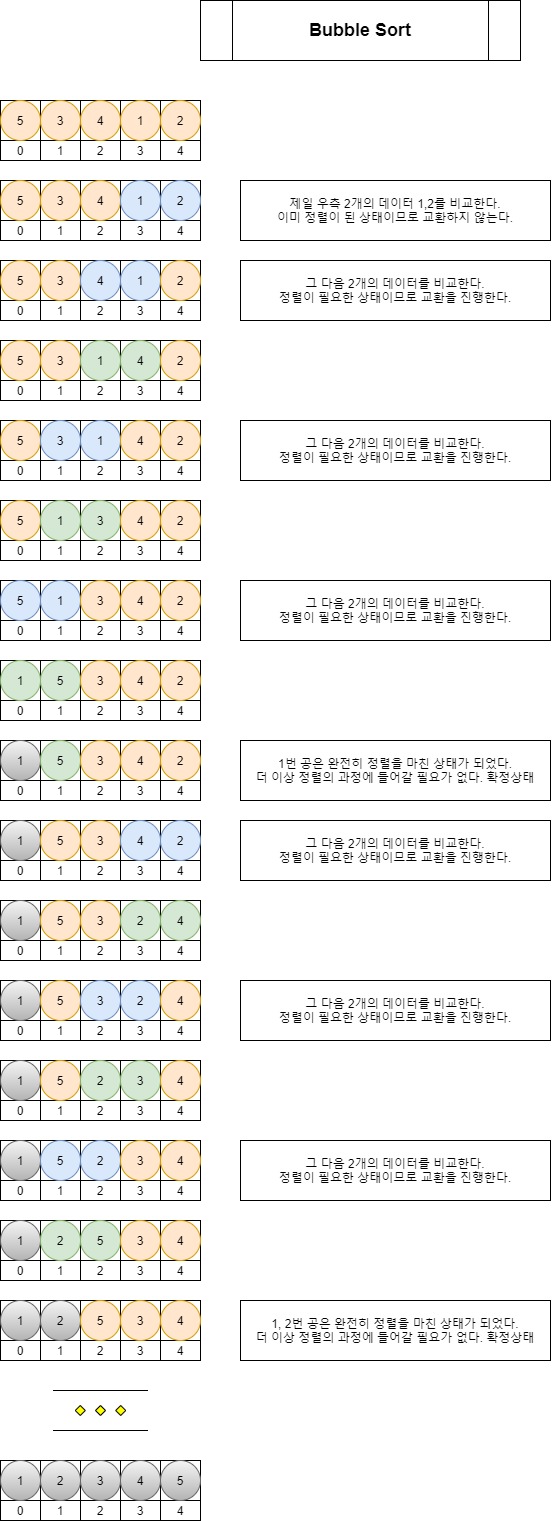 Bubble Sort
5 3 4 1 2
0 1 2 3 4
5 3 4 1 2
0 1 2 3 4
제일 우측 2개의 데이터 1,2를 비교한다.
이미 정렬이 된 상태이므로 교환하지 않는다.
5 3 4 1 2
0 1 2 3 4
그 다음 2개의 데이터를 비교한다.
정렬이 필요한 상태이므로 교환을 진행한다.
5 3 1 4 2
0 1 2 3 4
5 3 1 4 2
0 1 2 3 4
그 다음 2개의 데이터를 비교한다.
정렬이 필요한 상태이므로 교환을 진행한다.
5 1 3 4 2
0 1 2 3 4
5 1 3 4 2
0 1 2 3 4
그 다음 2개의 데이터를 비교한다.
정렬이 필요한 상태이므로 교환을 진행한다.
1 5 3 4 2
0 1 2 3 4
1 5 3 4 2
0 1 2 3 4
1번 공은 완전히 정렬을 마친 상태가 되었다.
더 이상 정렬의 과정에 들어갈 필요가 없다. 확정상태
1 5 3 4 2
0 1 2 3 4
그 다음 2개의 데이터를 비교한다.
정렬이 필요한 상태이므로 교환을 진행한다.
1 5 3 2 4
0 1 2 3 4
1 5 3 2 4
0 1 2 3 4
그 다음 2개의 데이터를 비교한다.
정렬이 필요한 상태이므로 교환을 진행한다.
1 5 2 3 4
0 1 2 3 4
1 5 2 3 4
0 1 2 3 4
그 다음 2개의 데이터를 비교한다.
정렬이 필요한 상태이므로 교환을 진행한다.
1 2 5 3 4
0 1 2 3 4
1 2 5 3 4
0 1 2 3 4
1, 2번 공은 완전히 정렬을 마친 상태가 되었다.
더 이상 정렬의 과정에 들어갈 필요가 없다. 확정상태
1 2 3 4 5
0 1 2 3 4